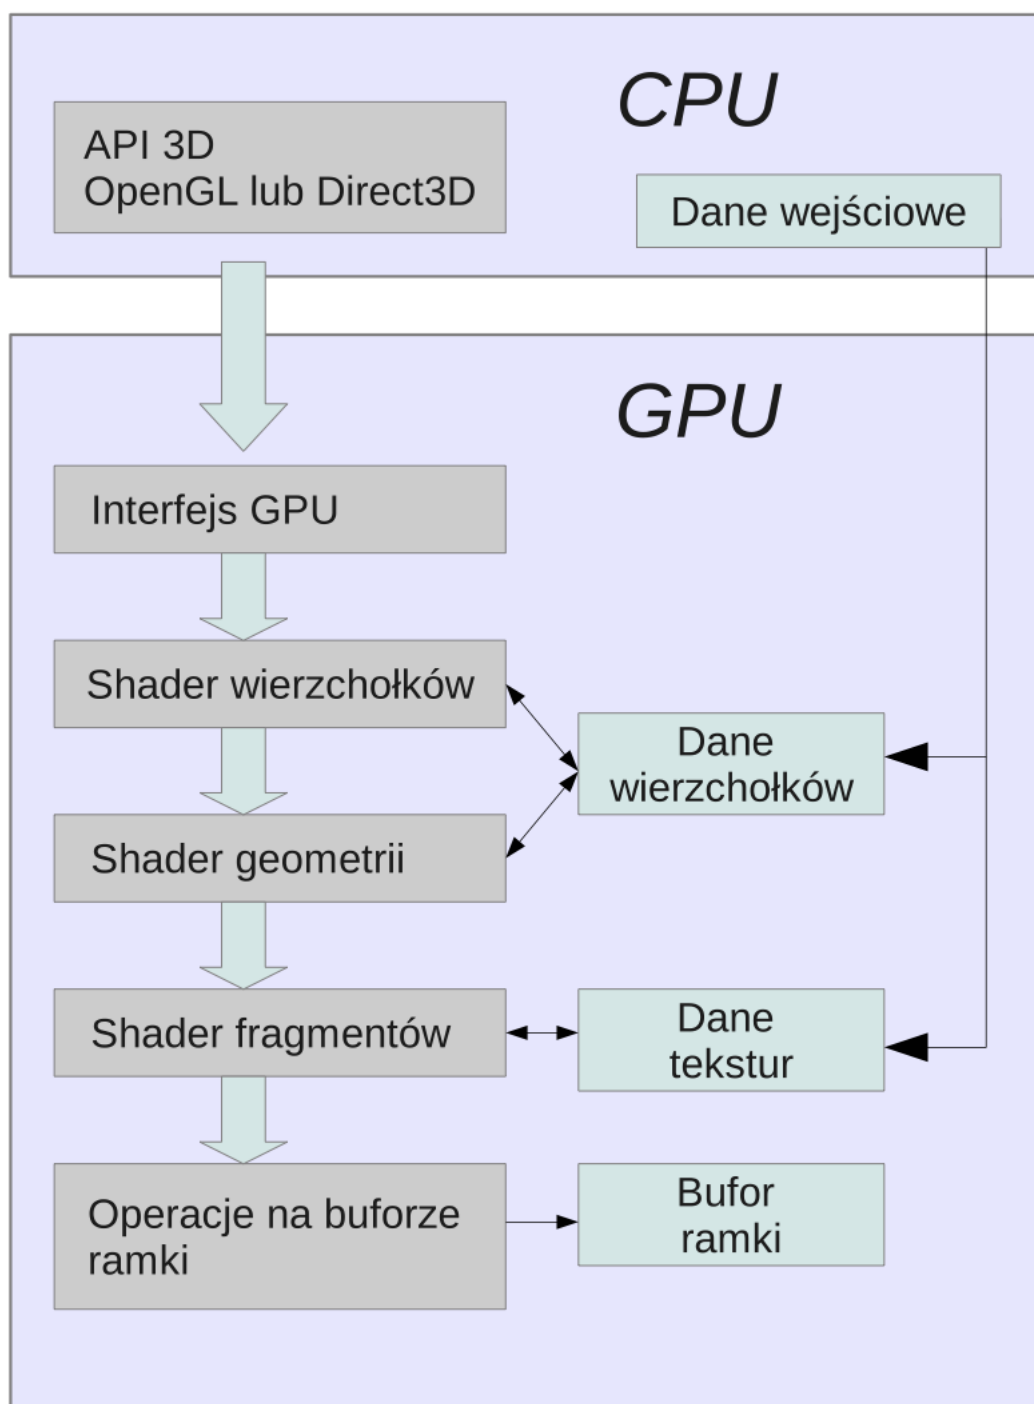 CPU
API 3D
OpenGL lub Direct3D
Dane wejściowe
GPU
Interfejs GPU
Shader wierzchołków
Dane
wierzchołków
Shader geometrii
Shader fragmentów
Dane
tekstur
Operacje na buforze
ramki
Bufor
ramki